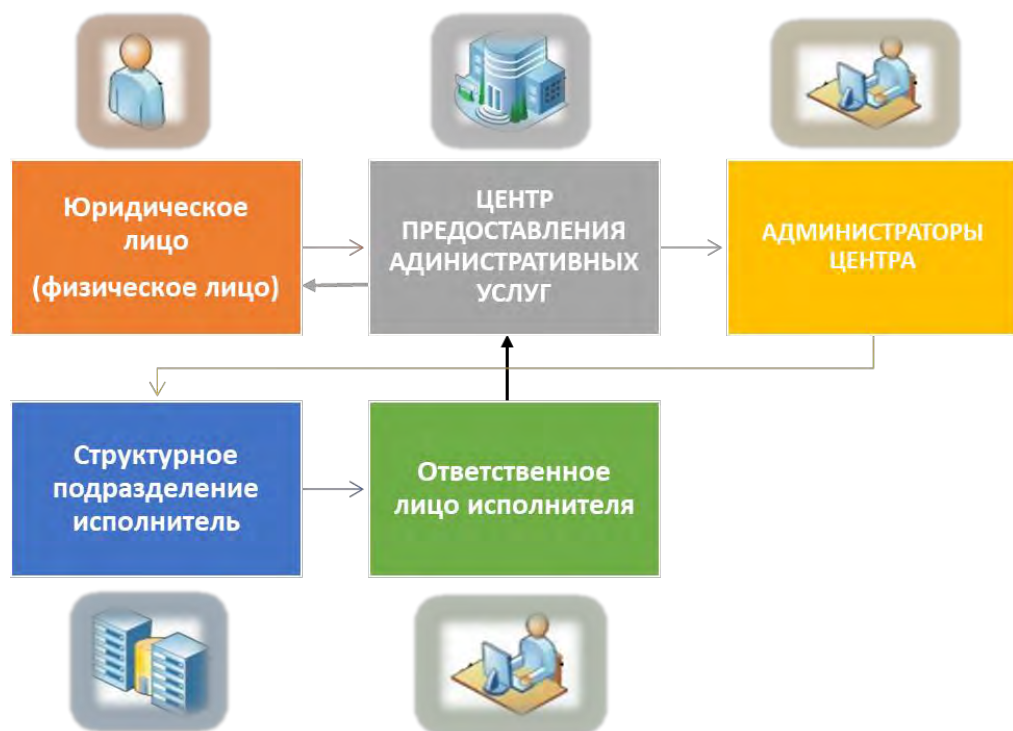 Юридическое
лицо
(физическое лицо)
ЦЕНТР
ПРЕДОСТАВЛЕНИЯ
АДИНИСТРАТИВНЫХ
УСЛУГ
АДМИНИСТРАТОРЫ
ЦЕНТРА
Структурное
подразделение
исполнитель
Ответственное
лицо исполнителя